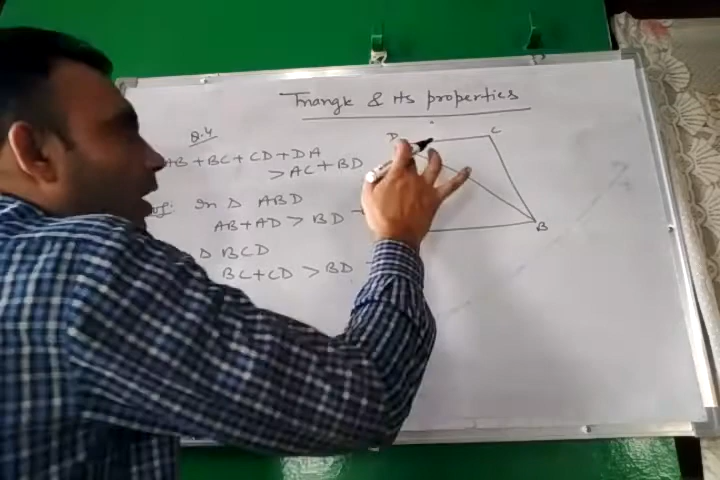 Triangle & Its properties
Q.4
AB + BC + CD + DA
> AC + BD
In Δ ABD
AB + AD > BD
Δ BCD
BC + CD > BD
D
C
B